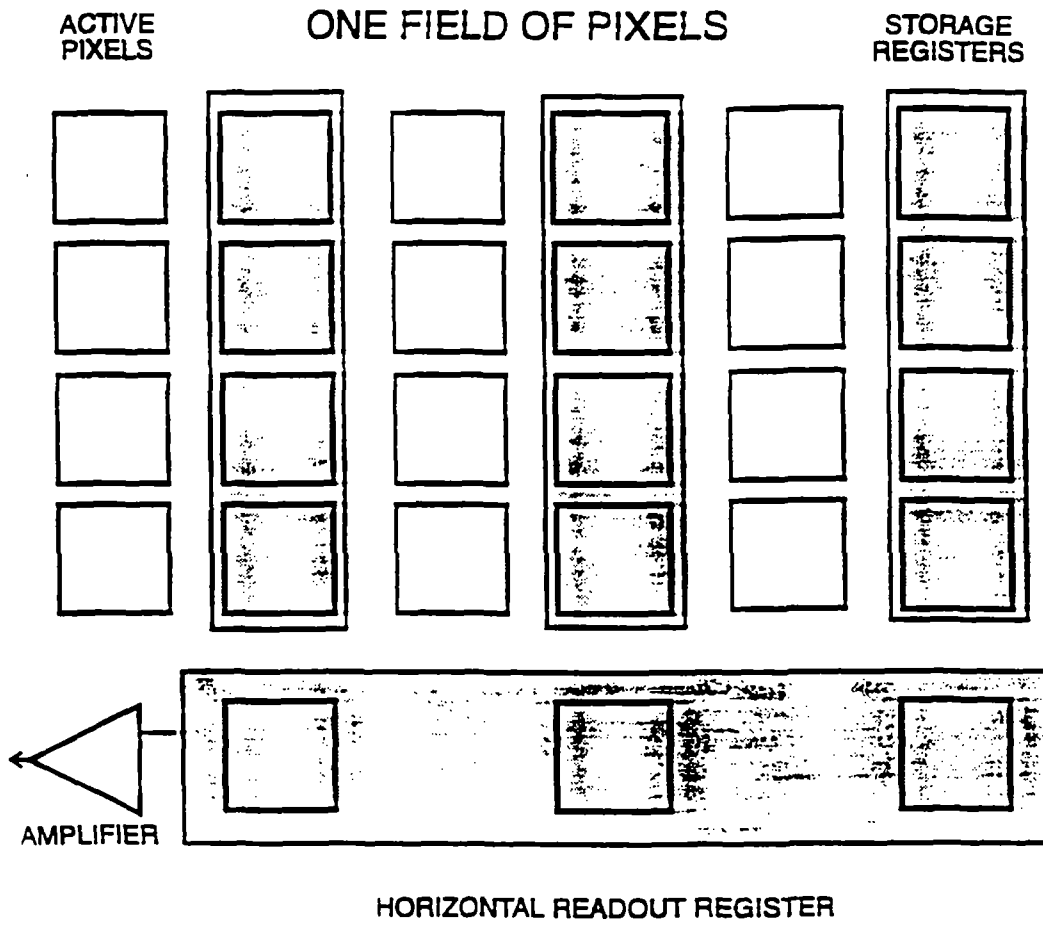 ACTIVE
PIXELS
ONE FIELD OF PIXELS
STORAGE
REGISTERS
AMPLIFIER
HORIZONTAL READOUT REGISTER